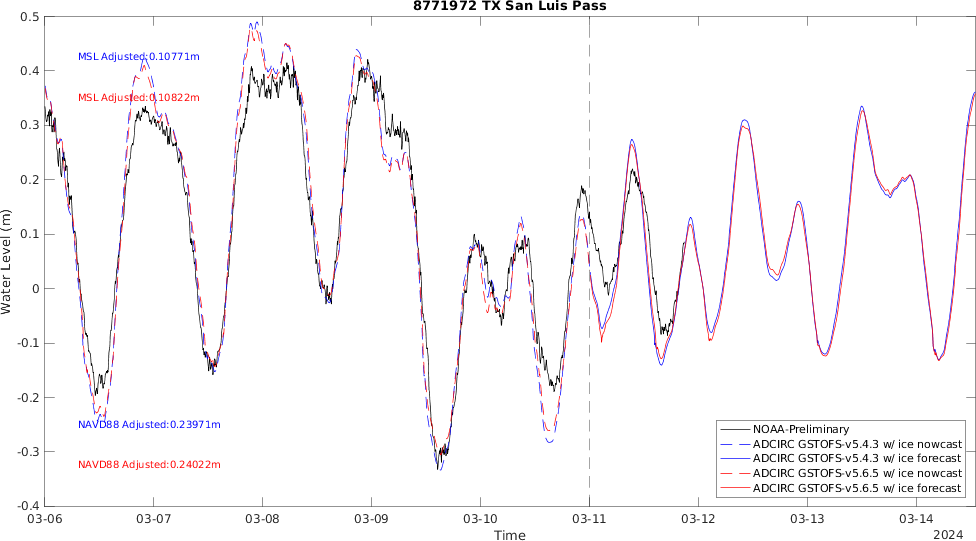 8771972 TX San Luis Pass
0.5
MSL Adjusted:0.10771m
0.4
MSL Adjusted:0.10822m
0.3
0.2
0.1
0
-0.1
-0.2
NAVD88 Adjusted:0.23971m
-0.3
NAVD88 Adjusted:0.24022m
-0.4
Water Level (m)
NOAA-Preliminary
ADCIRC GSTOFS-v5.4.3 w/ ice nowcast
ADCIRC GSTOFS-v5.4.3 w/ ice forecast
ADCIRC GSTOFS-v5.6.5 w/ ice nowcast
ADCIRC GSTOFS-v5.6.5 w/ ice forecast
03-06 03-07 03-08 03-09 03-10 03-11 03-12 03-13 03-14
Time
2024